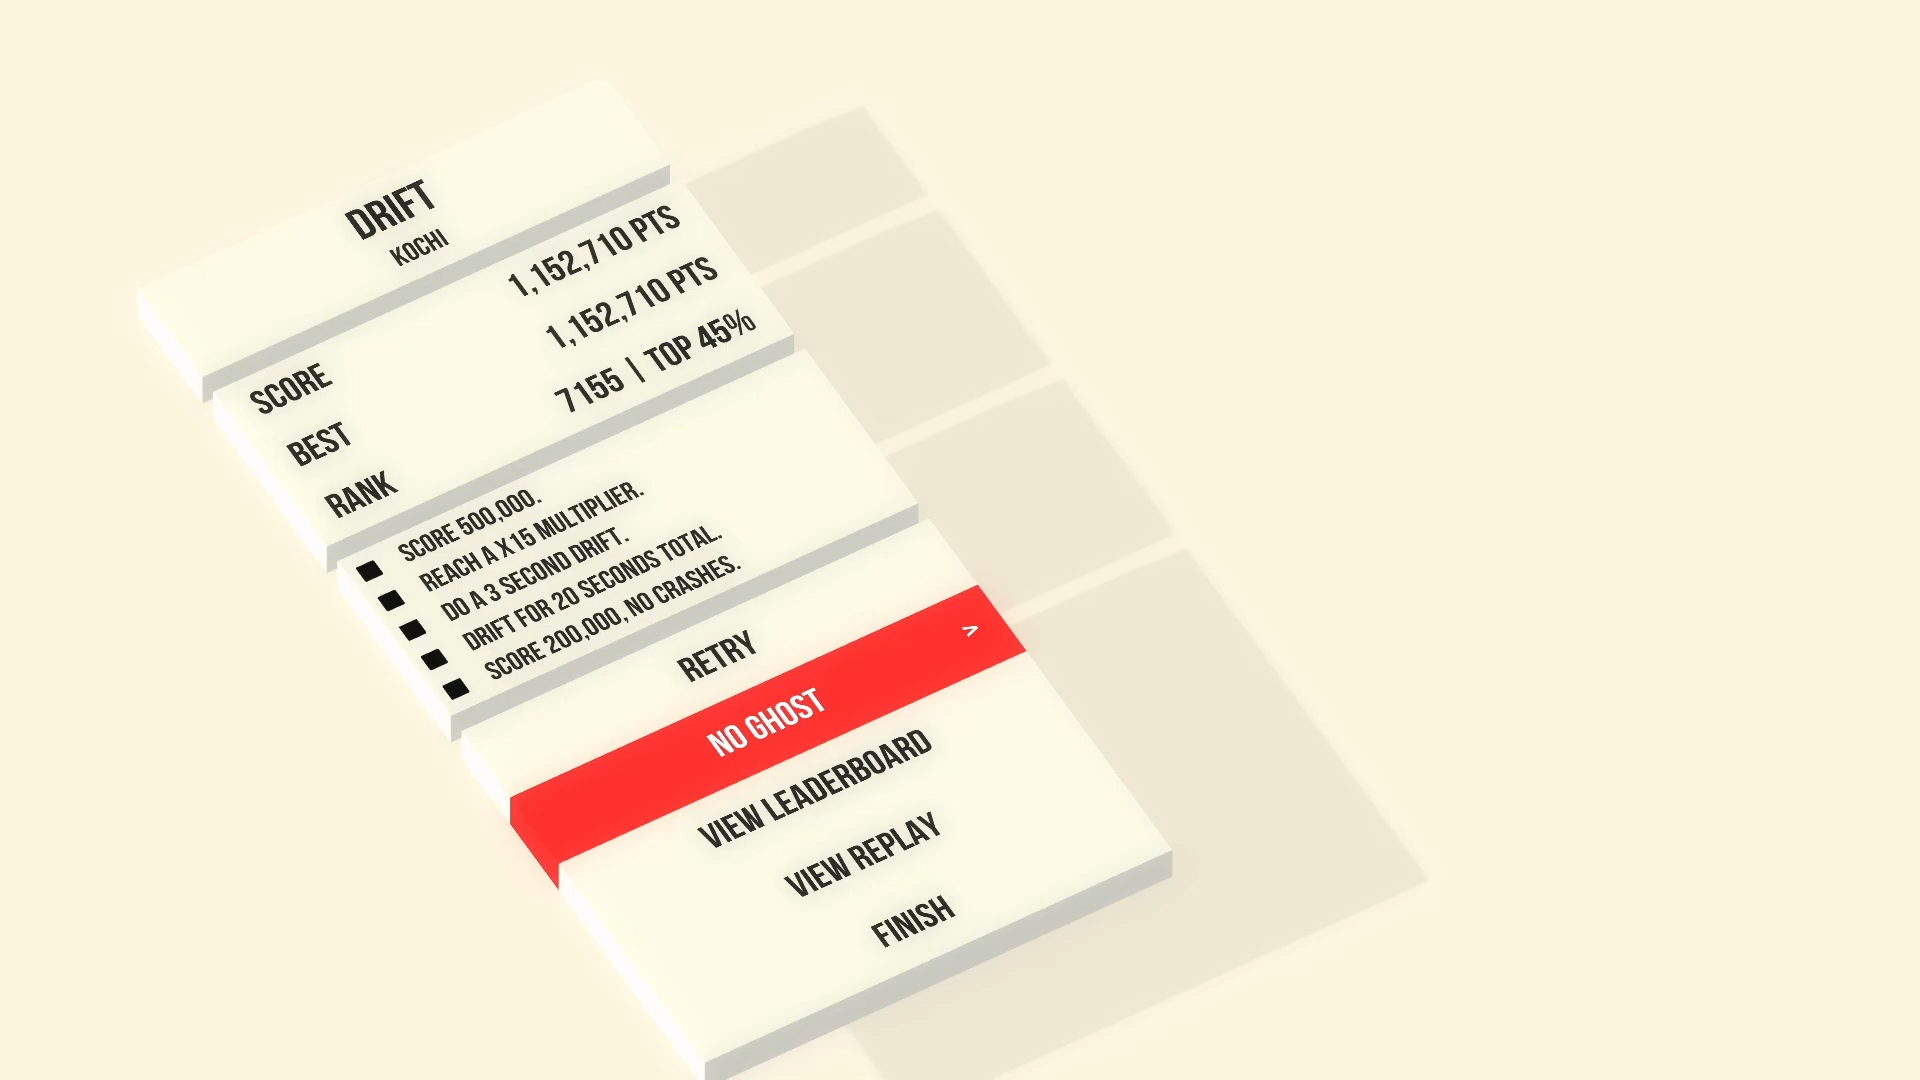 DRIFT
KOCHI
SCORE 1,152,710 PTS
BEST 1,152,710 PTS
RANK 7155 | TOP 45%
SCORE 500,000.
REACH A X15 MULTIPLIER.
DO A 3 SECOND DRIFT.
DRIFT FOR 20 SECONDS TOTAL.
SCORE 200,000, NO CRASHES.
RETRY
NO GHOST >
VIEW LEADERBOARD
VIEW REPLAY
FINISH